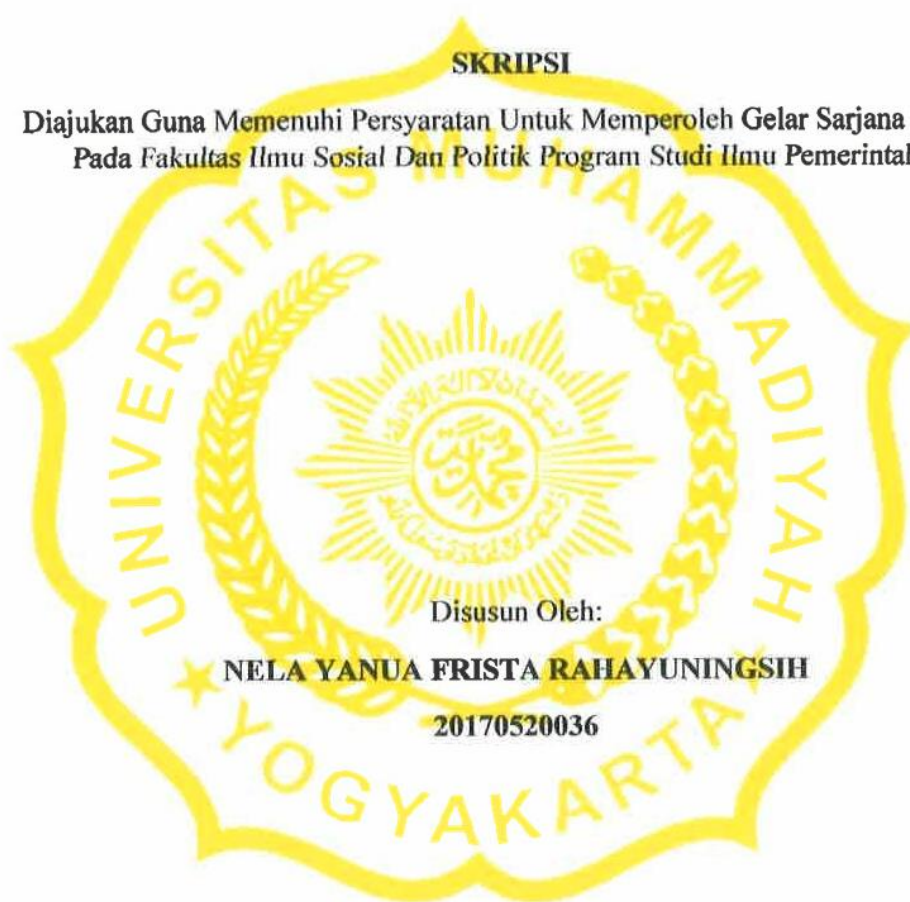 SKRIPSI
Diajukan Guna Memenuhi Persyaratan Untuk Memperoleh Gelar Sarjana
Pada Fakultas Ilmu Sosial Dan Politik Program Studi Ilmu
UNIVERSITAS MUHAMMADIYAH
Disusun Oleh:
NELA YANUA FRISTA RAHAYUNINGSIH
20170520036
YOGYAKARTA